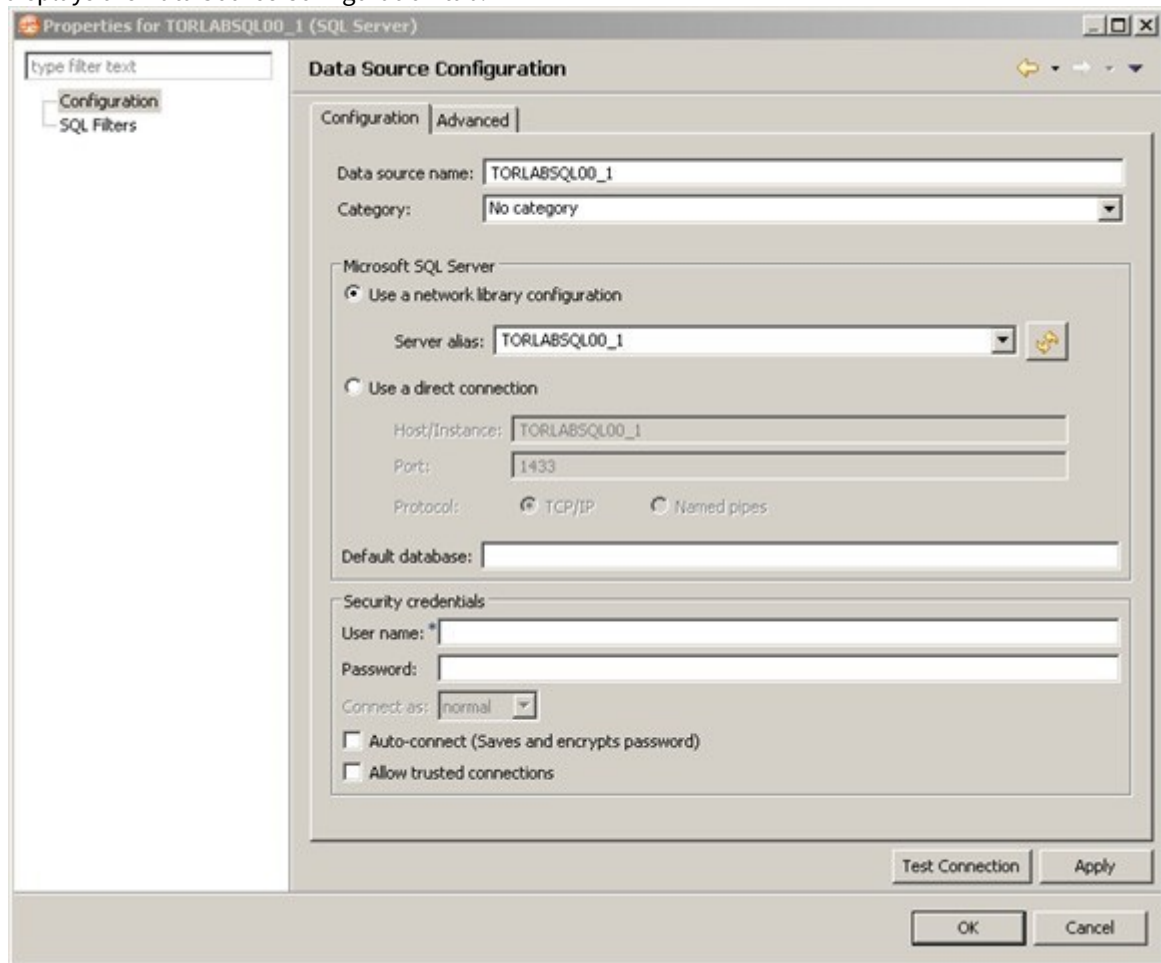 Properties for TORLABSQL00_1 (SQL Server)
type filter text
Configuration
SQL Filters
Data Source Configuration
Configuration
Advanced
Data source name: TORLABSQL00_1
Category: No category
Microsoft SQL Server
Use a network library configuration
Server alias: TORLABSQL00_1
Use a direct connection
Host/Instance: TORLABSQL00_1
Port: 1433
Protocol: TCP/IP Named pipes
Default database:
Security credentials
User name: *
Password:
Connect as: normal
Auto-connect (Saves and encrypts password)
Allow trusted connections
Test Connection Apply
OK Cancel